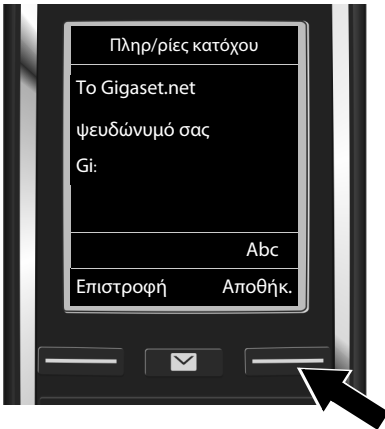 Πληρ/ρίες κατόχου
Το Gigaset.net
ψευδώνυμό σας
Gi:
Abc
Επιστροφή Αποθήκ.